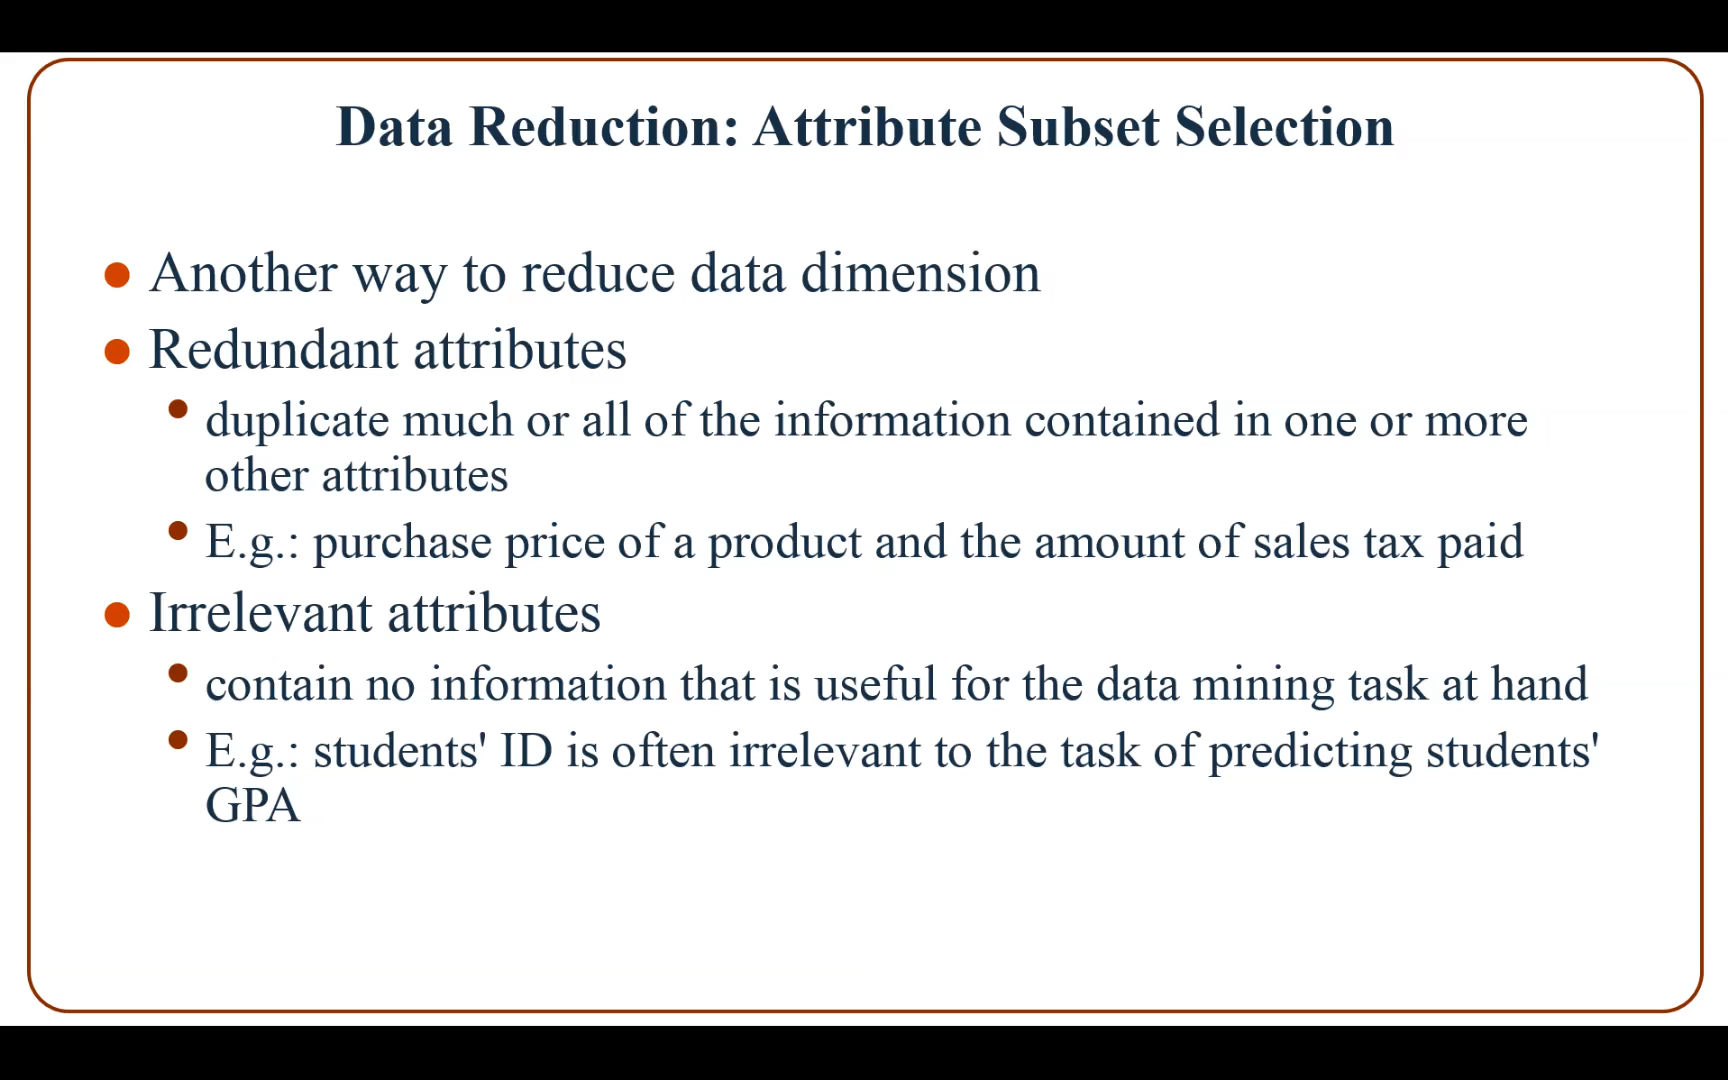 Data Reduction: Attribute Subset Selection
● Another way to reduce data dimension
● Redundant attributes
• duplicate much or all of the information contained in one or more
other attributes
• E.g.: purchase price of a product and the amount of sales tax paid
● Irrelevant attributes
• contain no information that is useful for the data mining task at hand
• E.g.: students' ID is often irrelevant to the task of predicting students'
GPA